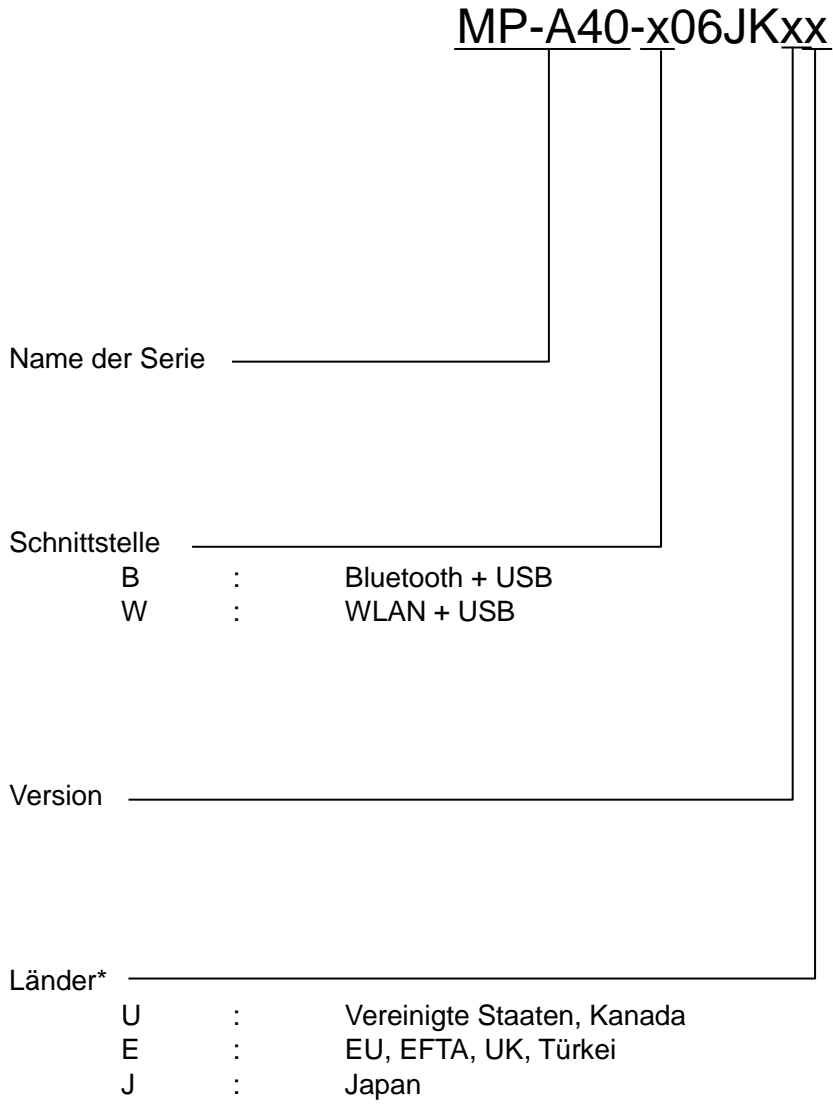 MP-A40-x06JKxx
Name der Serie
Schnittstelle
B : Bluetooth + USB
W : WLAN + USB
Version
Länder*
U : Vereinigte Staaten, Kanada
E : EU, EFTA, UK, Türkei
J : Japan